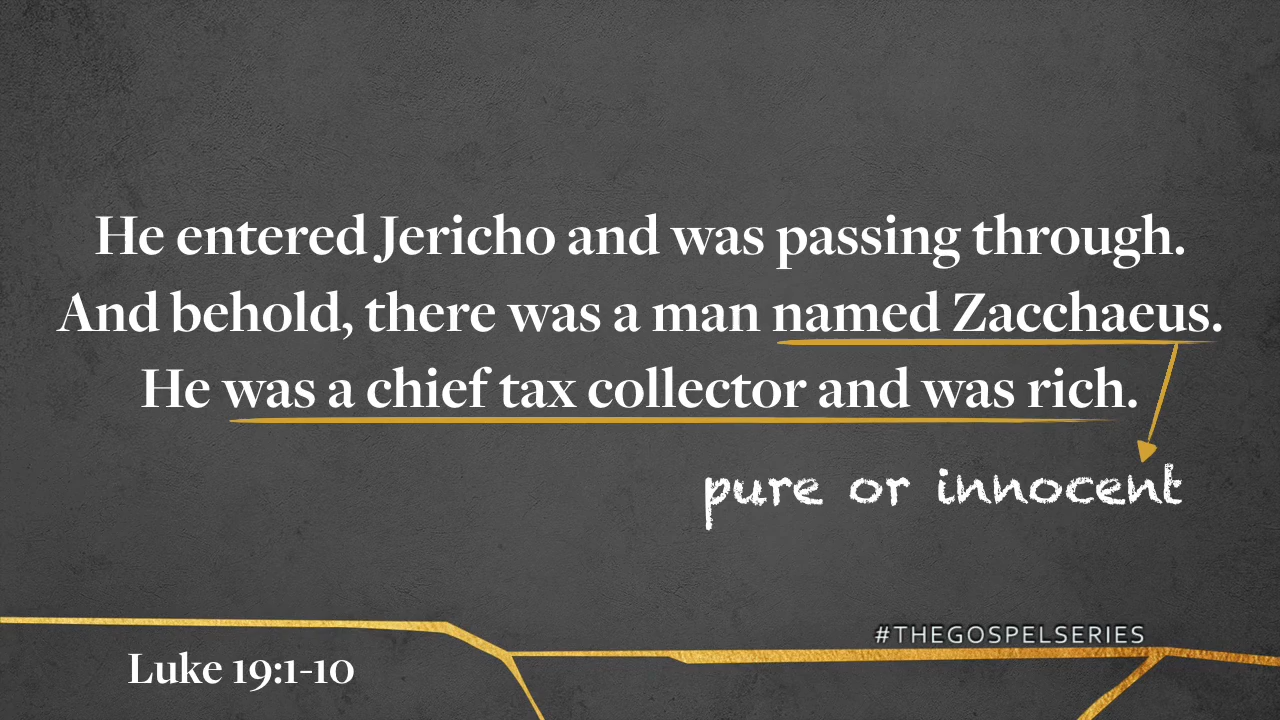 He entered Jericho and was passing through.
And behold, there was a man named Zacchaeus.
He was a chief tax collector and was rich.
pure or innocent
#THEGOSPELSERIES
Luke 19:1-10